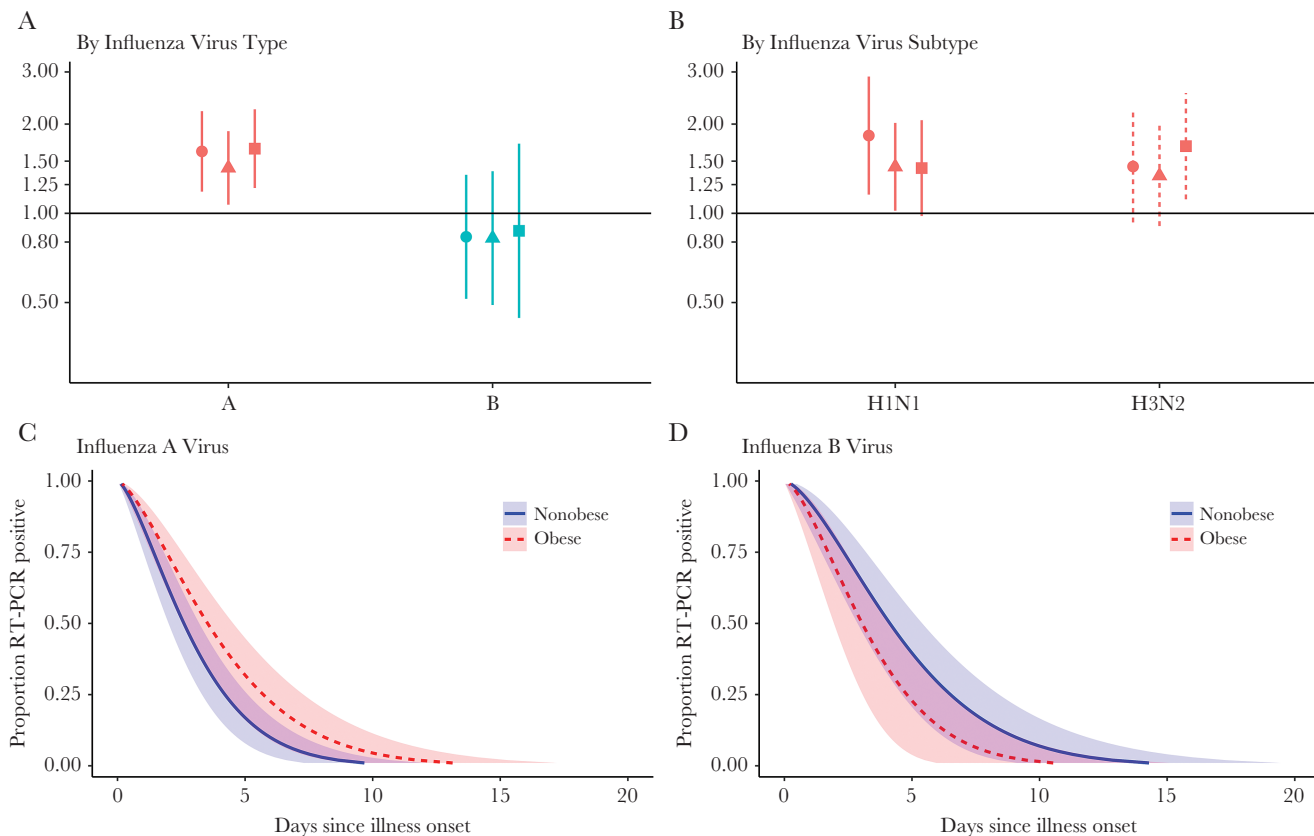 A
By Influenza Virus Type
3.00
2.00
1.50
1.25
1.00
0.80
0.50
A
B
B
By Influenza Virus Subtype
3.00
2.00
1.50
1.25
1.00
0.80
0.50
H1N1
H3N2
C
Influenza A Virus
Proportion RT-PCR positive
1.00
0.75
0.50
0.25
0.00
Nonobese
Obese
0
5
10
15
20
Days since illness onset
D
Influenza B Virus
Proportion RT-PCR positive
1.00
0.75
0.50
0.25
0.00
Nonobese
Obese
0
5
10
15
20
Days since illness onset